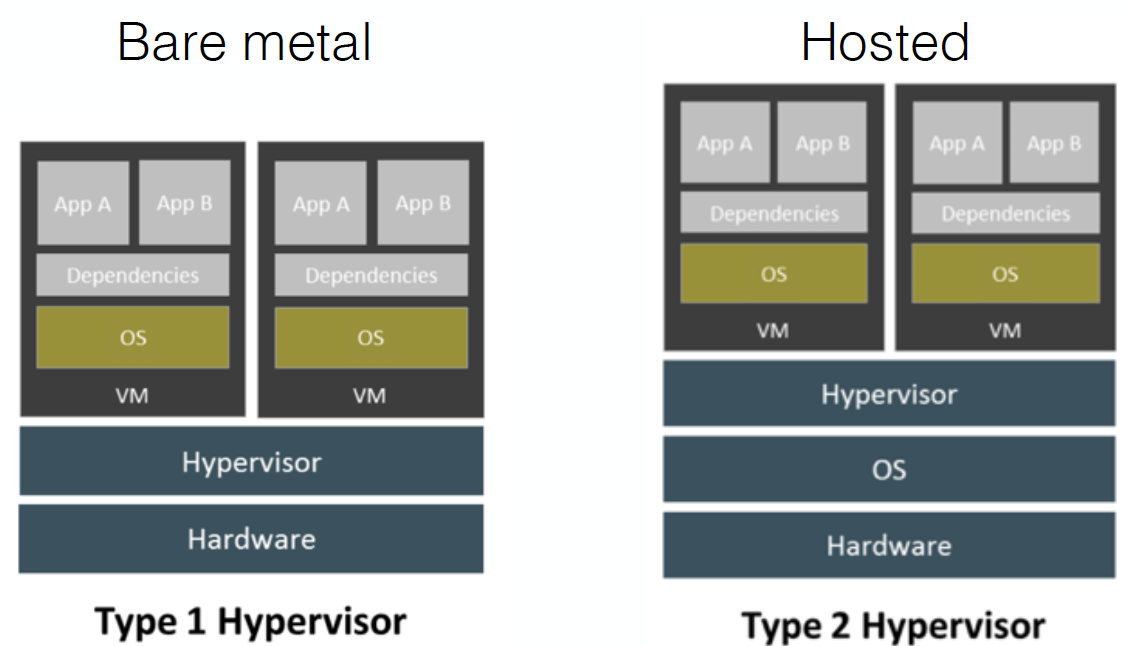 Bare metal
App A
App B
Dependencies
OS
VM
App A
App B
Dependencies
OS
VM
Hypervisor
Hardware
Type 1 Hypervisor
Hosted
App A
App B
Dependencies
OS
VM
App A
App B
Dependencies
OS
VM
Hypervisor
OS
Hardware
Type 2 Hypervisor